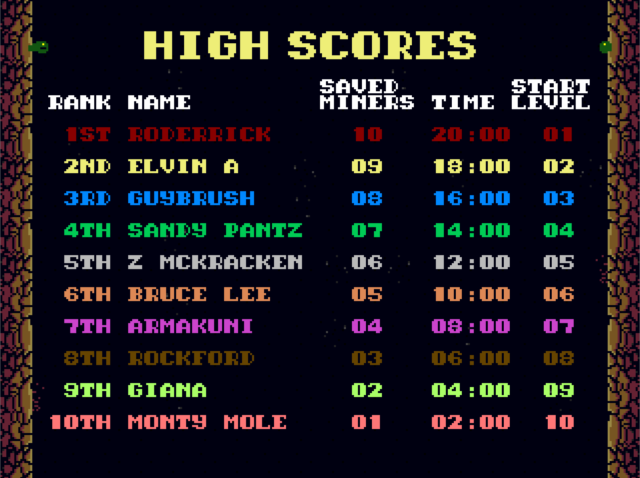 HIGH SCORES
RANK NAME SAVED MINERS TIME START LEVEL
1ST RODERRICK 10 20:00 01
2ND ELVIN A 09 18:00 02
3RD GUYBRUSH 08 16:00 03
4TH SANDY PANTZ 07 14:00 04
5TH Z MCKRACKEN 06 12:00 05
6TH BRUCE LEE 05 10:00 06
7TH ARMAKUNI 04 08:00 07
8TH ROCKFORD 03 06:00 08
9TH GIANA 02 04:00 09
10TH MONTY MOLE 01 02:00 10